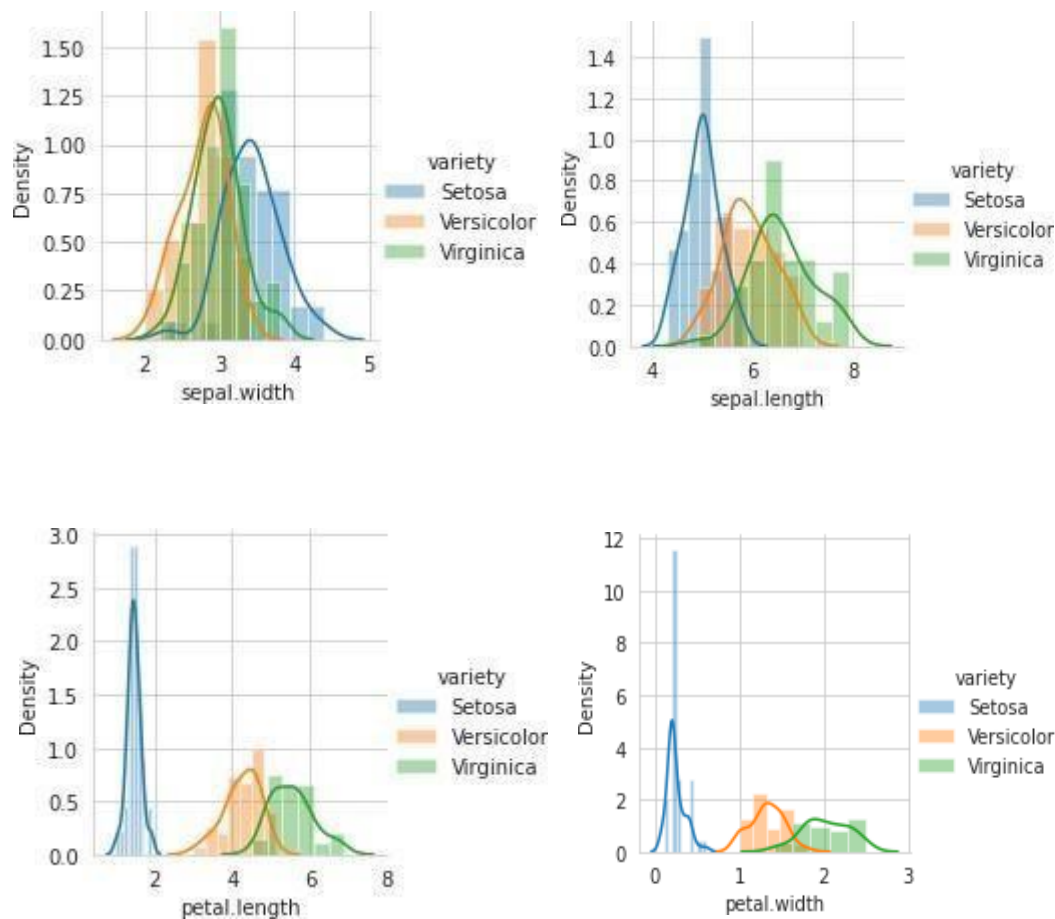 1.50
1.25
1.00
0.75
0.50
0.25
0.00
Density
2 3 4 5
sepal.width
variety
Setosa
Versicolor
Virginica
1.4
1.2
1.0
0.8
0.6
0.4
0.2
0.0
Density
4 6 8
sepal.length
variety
Setosa
Versicolor
Virginica
3.0
2.5
2.0
1.5
1.0
0.5
0.0
Density
2 4 6 8
petal.length
variety
Setosa
Versicolor
Virginica
12
10
8
6
4
2
0
Density
0 1 2 3
petal.width
variety
Setosa
Versicolor
Virginica